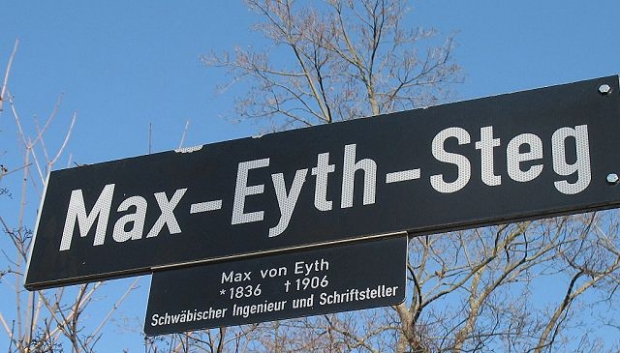 Max-Eyth-Steg
Max von Eyth
*1836 †1906
Schwäbischer Ingenieur und Schriftsteller